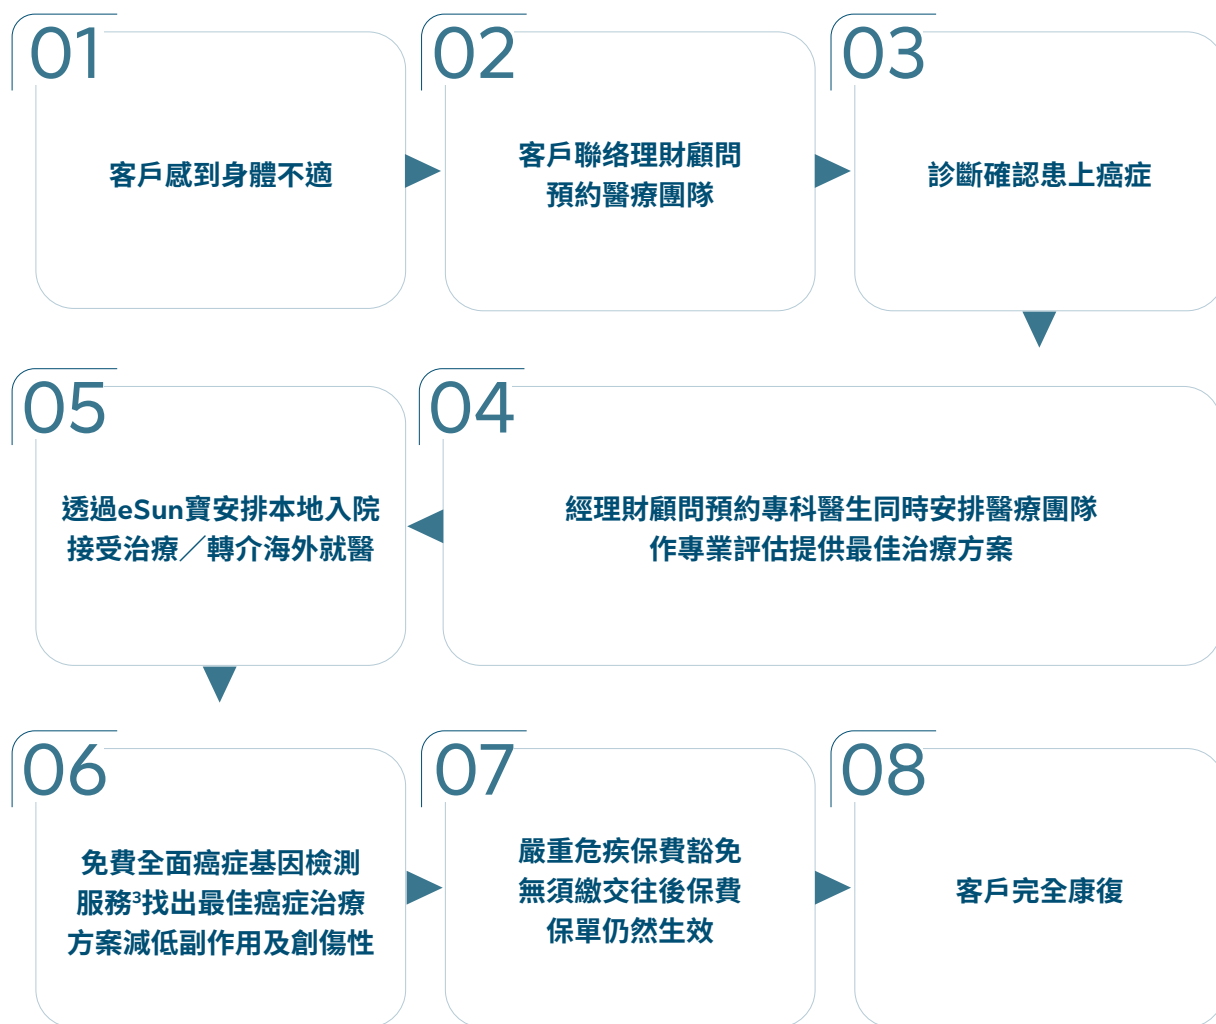 01
客戶感到身體不適
02
客戶聯络理財顧問
預約醫療團隊
03
診斷確認患上癌症
04
經理財顧問預約專科醫生同時安排醫療團隊
作專業評估提供最佳治療方案
05
透過eSun寶安排本地入院
接受治療／轉介海外就醫
06
免費全面癌症基因檢測
服務³找出最佳癌症治療
方案減低副作用及創傷性
07
嚴重危疾保費豁免
無須繳交往後保費
保單仍然生效
08
客戶完全康復